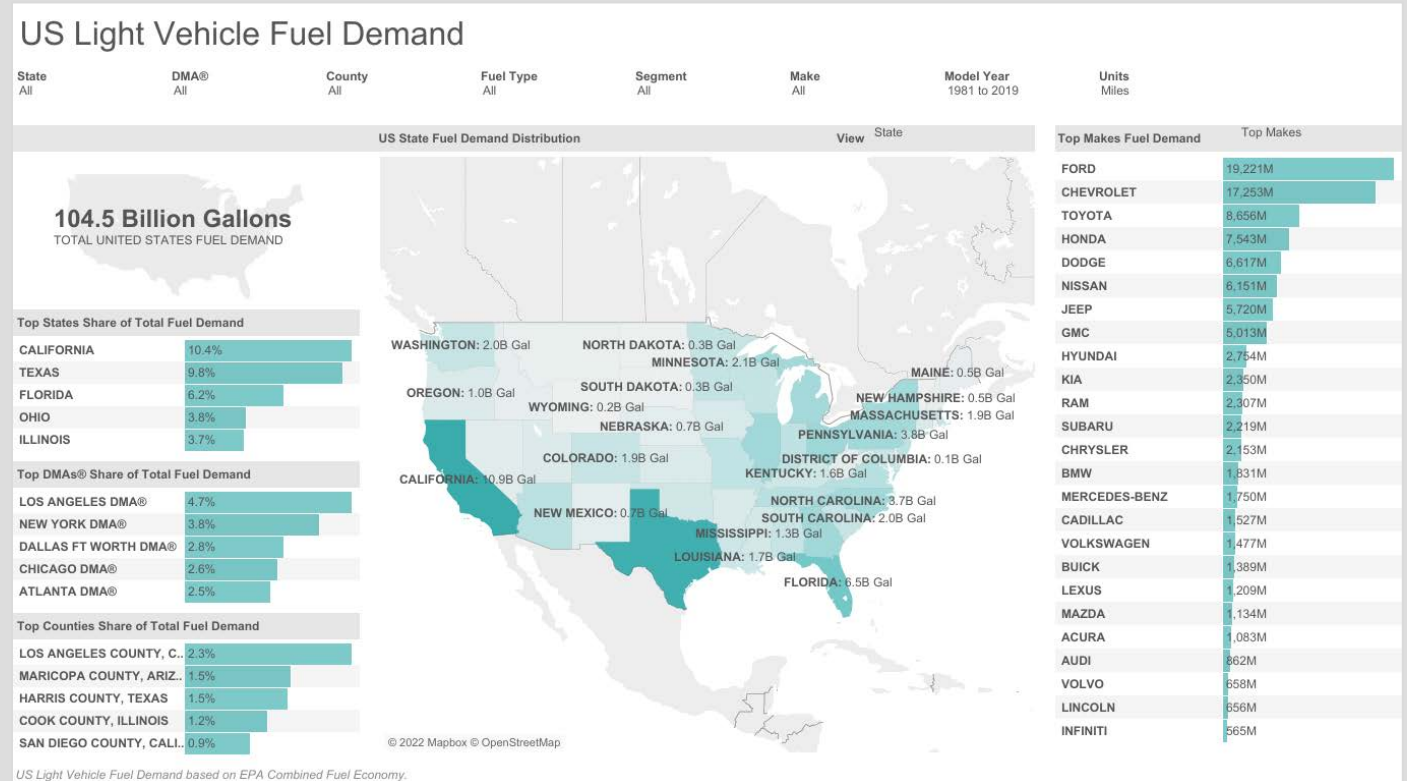 US Light Vehicle Fuel Demand
State DMA® County Fuel Type Segment Make Model Year Units
All All All All All All 1981 to 2019 Miles
104.5 Billion Gallons
TOTAL UNITED STATES FUEL DEMAND
Top States Share of Total Fuel Demand
CALIFORNIA 10.4%
TEXAS 9.8%
FLORIDA 6.2%
OHIO 3.8%
ILLINOIS 3.7%
Top DMAs® Share of Total Fuel Demand
LOS ANGELES DMA® 4.7%
NEW YORK DMA® 3.8%
DALLAS FT WORTH DMA® 2.8%
CHICAGO DMA® 2.6%
ATLANTA DMA® 2.5%
Top Counties Share of Total Fuel Demand
LOS ANGELES COUNTY, C.. 2.3%
MARICOPA COUNTY, ARIZ.. 1.5%
HARRIS COUNTY, TEXAS 1.5%
COOK COUNTY, ILLINOIS 1.2%
SAN DIEGO COUNTY, CALI.. 0.9%
US State Fuel Demand Distribution View State
WASHINGTON: 2.0B Gal
NORTH DAKOTA: 0.3B Gal
MINNESOTA: 2.1B Gal
MAINE: 0.5B Gal
OREGON: 1.0B Gal
SOUTH DAKOTA: 0.3B Gal
NEW HAMPSHIRE: 0.5B Gal
WYOMING: 0.2B Gal
MASSACHUSETTS: 1.9B Gal
NEBRASKA: 0.7B Gal
PENNSYLVANIA: 3.8B Gal
COLORADO: 1.9B Gal
DISTRICT OF COLUMBIA: 0.1B Gal
KENTUCKY: 1.6B Gal
CALIFORNIA: 10.9B Gal
NORTH CAROLINA: 3.7B Gal
NEW MEXICO: 0.7B Gal
SOUTH CAROLINA: 2.0B Gal
MISSISSIPPI: 1.3B Gal
LOUISIANA: 1.7B Gal
FLORIDA: 6.5B Gal
© 2022 Mapbox © OpenStreetMap
Top Makes Fuel Demand Top Makes
FORD 19,221M
CHEVROLET 17,253M
TOYOTA 8,656M
HONDA 7,543M
DODGE 6,617M
NISSAN 6,151M
JEEP 5,720M
GMC 5,013M
HYUNDAI 2,754M
KIA 2,350M
RAM 2,307M
SUBARU 2,219M
CHRYSLER 2,153M
BMW 1,831M
MERCEDES-BENZ 1,750M
CADILLAC 1,527M
VOLKSWAGEN 1,477M
BUICK 1,389M
LEXUS 1,209M
MAZDA 1,134M
ACURA 1,083M
AUDI 862M
VOLVO 658M
LINCOLN 656M
INFINITI 565M
US Light Vehicle Fuel Demand based on EPA Combined Fuel Economy.